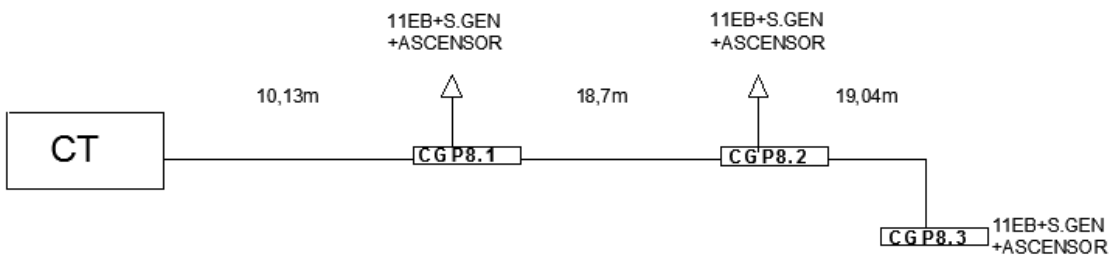 11EB+S.GEN
+ASCENSOR
11EB+S.GEN
+ASCENSOR
10,13m
18,7m
19,04m
CT
CGP8.1
CGP8.2
CGP8.3
11EB+S.GEN
+ASCENSOR